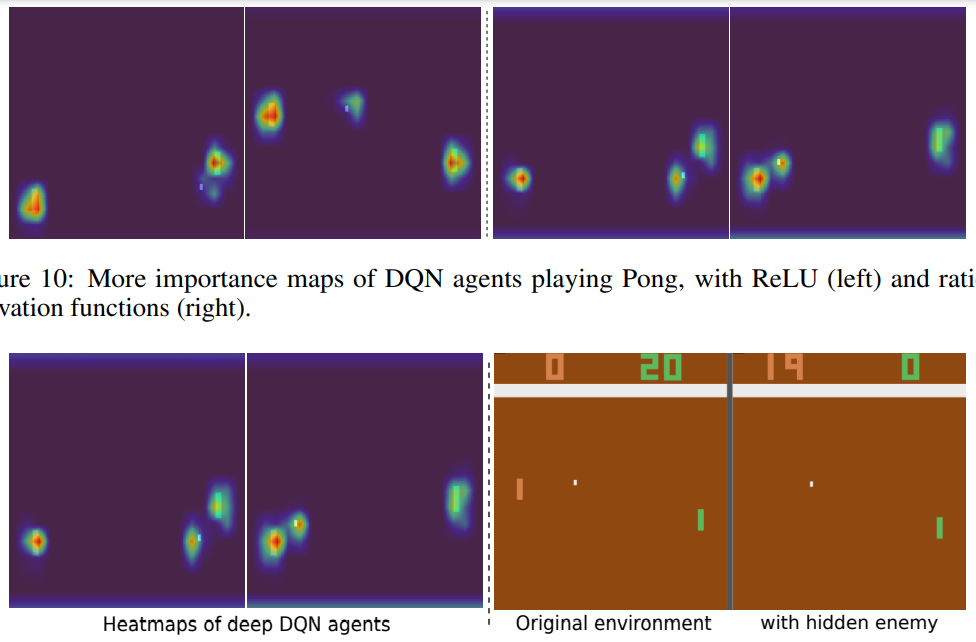 ure 10: More importance maps of DQN agents playing Pong, with ReLU (left) and ratio
vation functions (right).
0 20 19 0
Heatmaps of deep DQN agents Original environment with hidden enemy